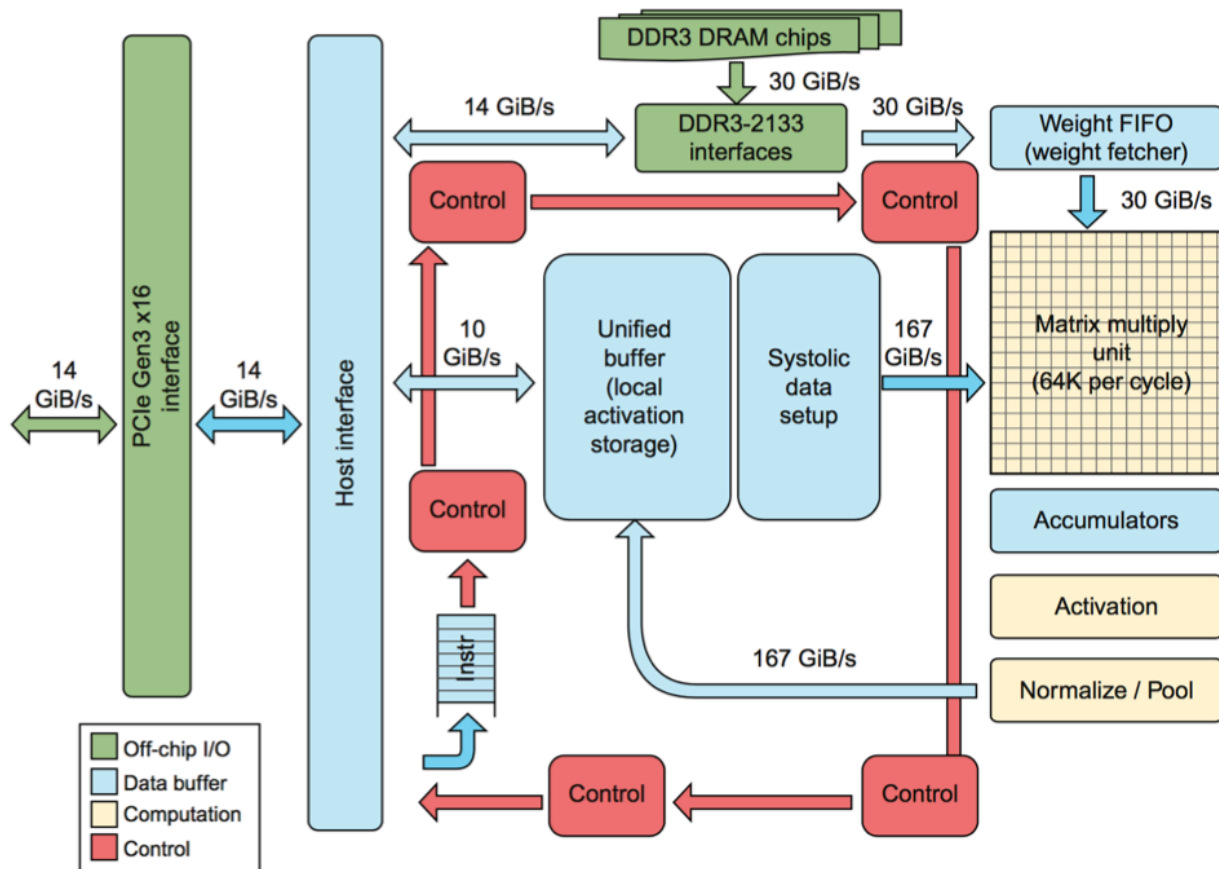 DDR3 DRAM chips
30 GiB/s
14 GiB/s
DDR3-2133
interfaces
30 GiB/s
Weight FIFO
(weight fetcher)
30 GiB/s
Control
Control
PCIe Gen3 x16
interface
Host interface
14
GiB/s
14
GiB/s
10
GiB/s
Unified
buffer
(local
activation
storage)
Systolic
data
setup
167
GiB/s
Matrix multiply
unit
(64K per cycle)
Control
Accumulators
Activation
Instr
167 GiB/s
Normalize / Pool
Control
Control
Off-chip I/O
Data buffer
Computation
Control